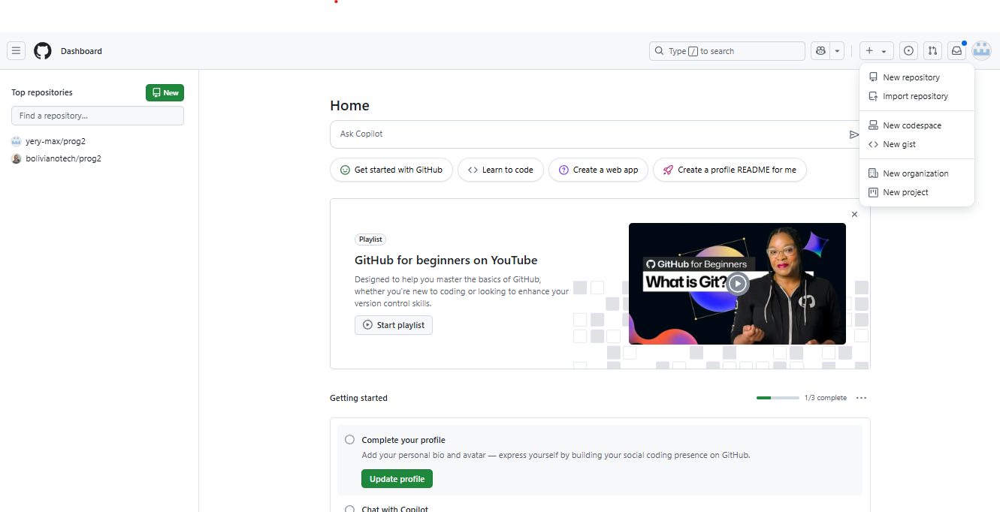 Dashboard
Type / to search
Top repositories
New
Find a repository...
yery-max/prog2
bolivianotech/prog2
New repository
Import repository
New codespace
New gist
New organization
New project
Home
Ask Copilot
Get started with GitHub
Learn to code
Create a web app
Create a profile README for me
Playlist
GitHub for beginners on YouTube
Designed to help you master the basics of GitHub,
whether you're new to coding or looking to enhance your
version control skills.
Start playlist
GitHub for Beginners
What is Git?
Getting started
1/3 complete
Complete your profile
Add your personal bio and avatar — express yourself by building your social coding presence on GitHub.
Update profile
Chat with Copilot